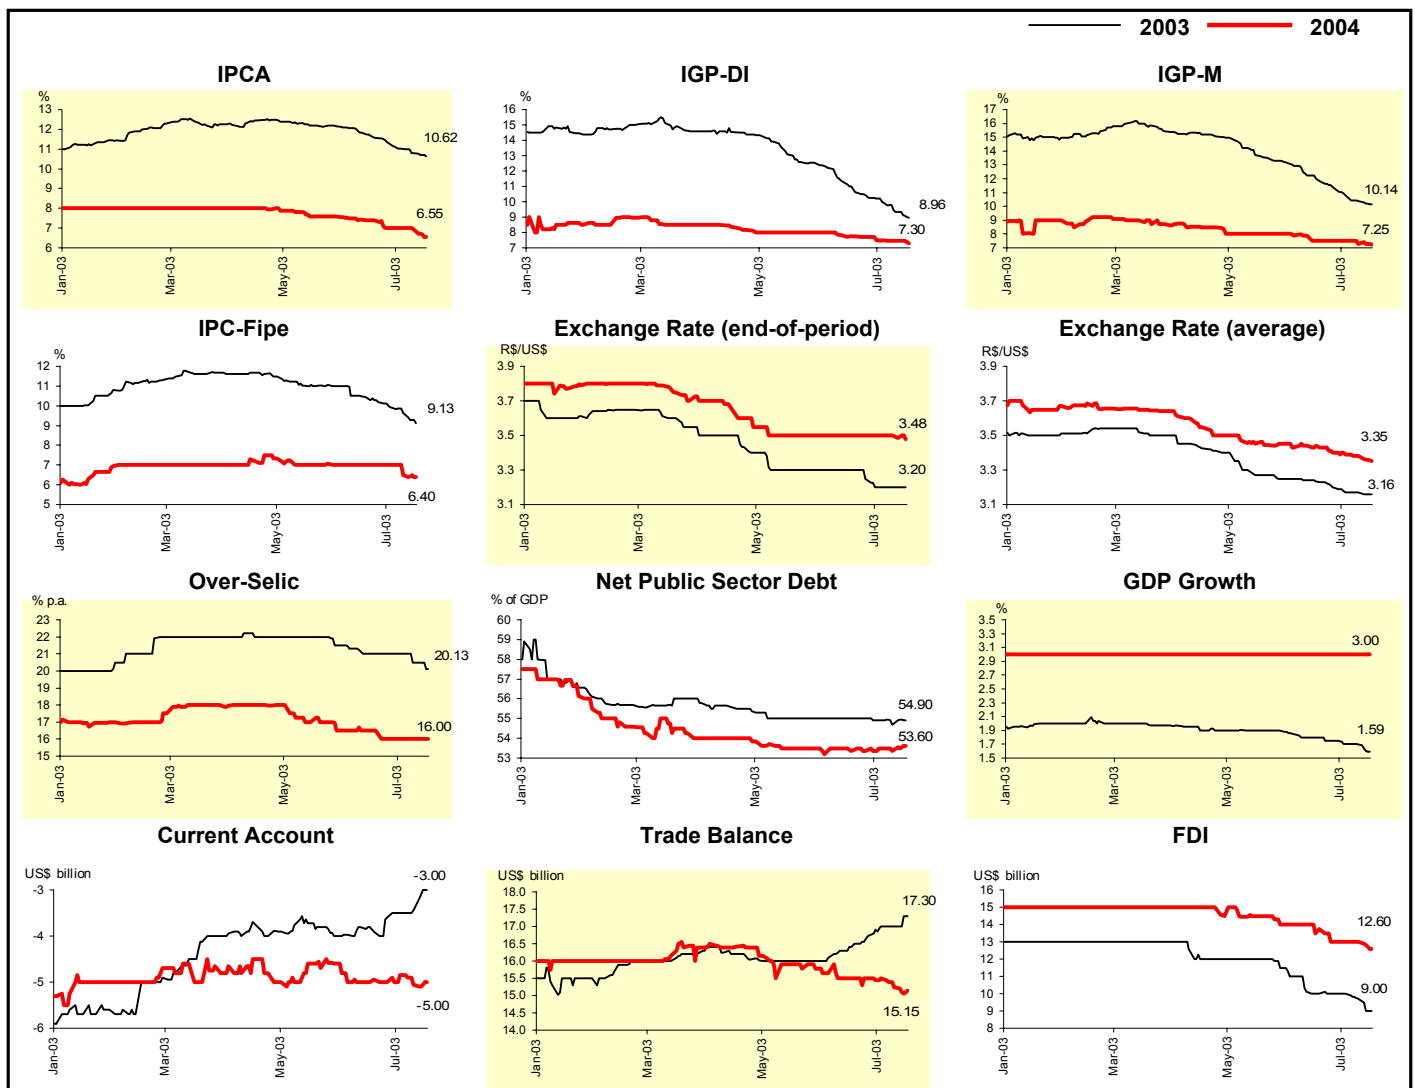 2003 2004
IPCA IGP-DI IGP-M
% % %
13 12 11 10 9 8 7 6
10.62
6.55
Jan-03 Mar-03 May-03 Jul-03
16 15 14 13 12 11 10 9 8 7
8.96
7.30
Jan-03 Mar-03 May-03 Jul-03
17 16 15 14 13 12 11 10 9 8 7
10.14
7.25
Jan-03 Mar-03 May-03 Jul-03
IPC-Fipe Exchange Rate (end-of-period) Exchange Rate (average)
% R$/US$ R$/US$
12 11 10 9 8 7 6 5
9.13
6.40
Jan-03 Mar-03 May-03 Jul-03
3.9 3.7 3.5 3.3 3.1
3.48
3.20
Jan-03 Mar-03 May-03 Jul-03
3.9 3.7 3.5 3.3 3.1
3.35
3.16
Jan-03 Mar-03 May-03 Jul-03
Over-Selic Net Public Sector Debt GDP Growth
% p.a. % of GDP %
23 22 21 20 19 18 17 16 15
20.13
16.00
Jan-03 Mar-03 May-03 Jul-03
60 59 58 57 56 55 54 53
54.90
53.60
Jan-03 Mar-03 May-03 Jul-03
3.5 3.3 3.1 2.9 2.7 2.5 2.3 2.1 1.9 1.7 1.5
3.00
1.59
Jan-03 Mar-03 May-03 Jul-03
Current Account Trade Balance FDI
US$ billion US$ billion US$ billion
-3 -4 -5 -6
-3.00
-5.00
Jan-03 Mar-03 May-03 Jul-03
18.0 17.5 17.0 16.5 16.0 15.5 15.0 14.5 14.0
17.30
15.15
Jan-03 Mar-03 May-03 Jul-03
16 15 14 13 12 11 10 9 8
12.60
9.00
Jan-03 Mar-03 May-03 Jul-03